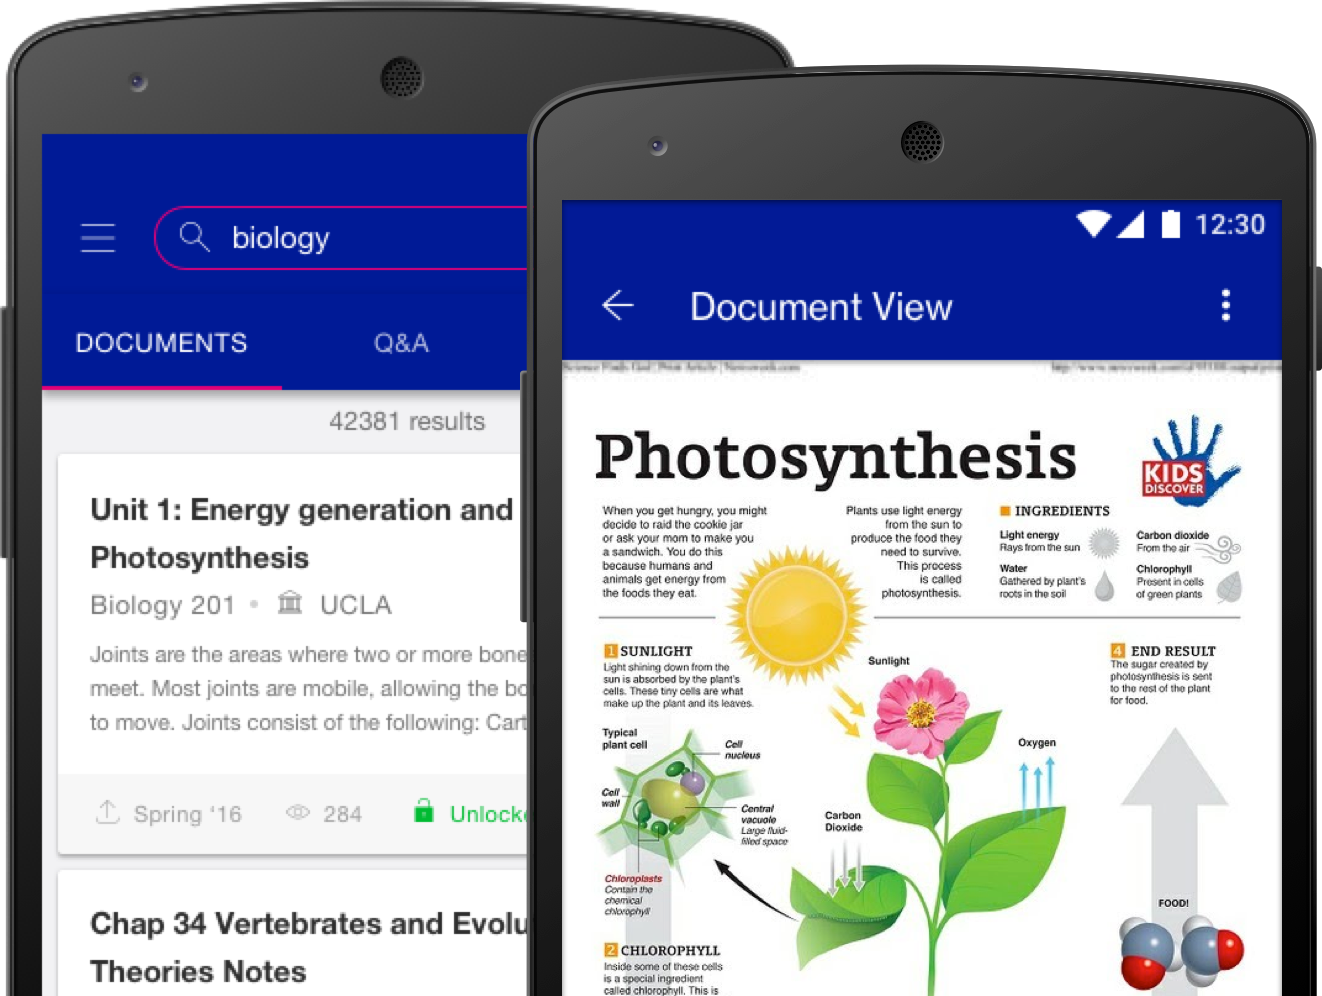 biology
DOCUMENTS
Q&A
42381 results
Unit 1: Energy generation and
Photosynthesis
Biology 201 • UCLA
Joints are the areas where two or more bone
meet. Most joints are mobile, allowing the bo
to move. Joints consist of the following: Cart
Spring ‘16
284
Unlocke
Chap 34 Vertebrates and Evolu
Theories Notes
12:30
Document View
Science Finds God | Print Article | Newsweek.com
Photosynthesis
KIDS
DISCOVER
When you get hungry, you might
decide to raid the cookie jar
or ask your mom to make you
a sandwich. You do this
because humans and
animals get energy from
the foods they eat.
Plants use light energy
from the sun to
produce the food they
need to survive.
This process
is called
photosynthesis.
INGREDIENTS
Light energy
Rays from the sun
Water
Gathered by plant's
roots in the soil
Carbon dioxide
From the air
Chlorophyll
Present in cells
of green plants
1 SUNLIGHT
Light shining down from the
sun is absorbed by the plant's
cells. These tiny cells are what
make up the plant and its leaves.
Typical
plant cell
Cell
nucleus
Cell
wall
Central
vacuole
Large fluid-
filled space
Chloroplasts
Contain the
chemical
chlorophyll
2 CHLOROPHYLL
Inside some of these cells
is a special ingredient
called chlorophyll. This is
Sunlight
Carbon
Dioxide
Oxygen
4 END RESULT
The sugar created by
photosynthesis is sent
to the rest of the plant
for food.
FOOD!